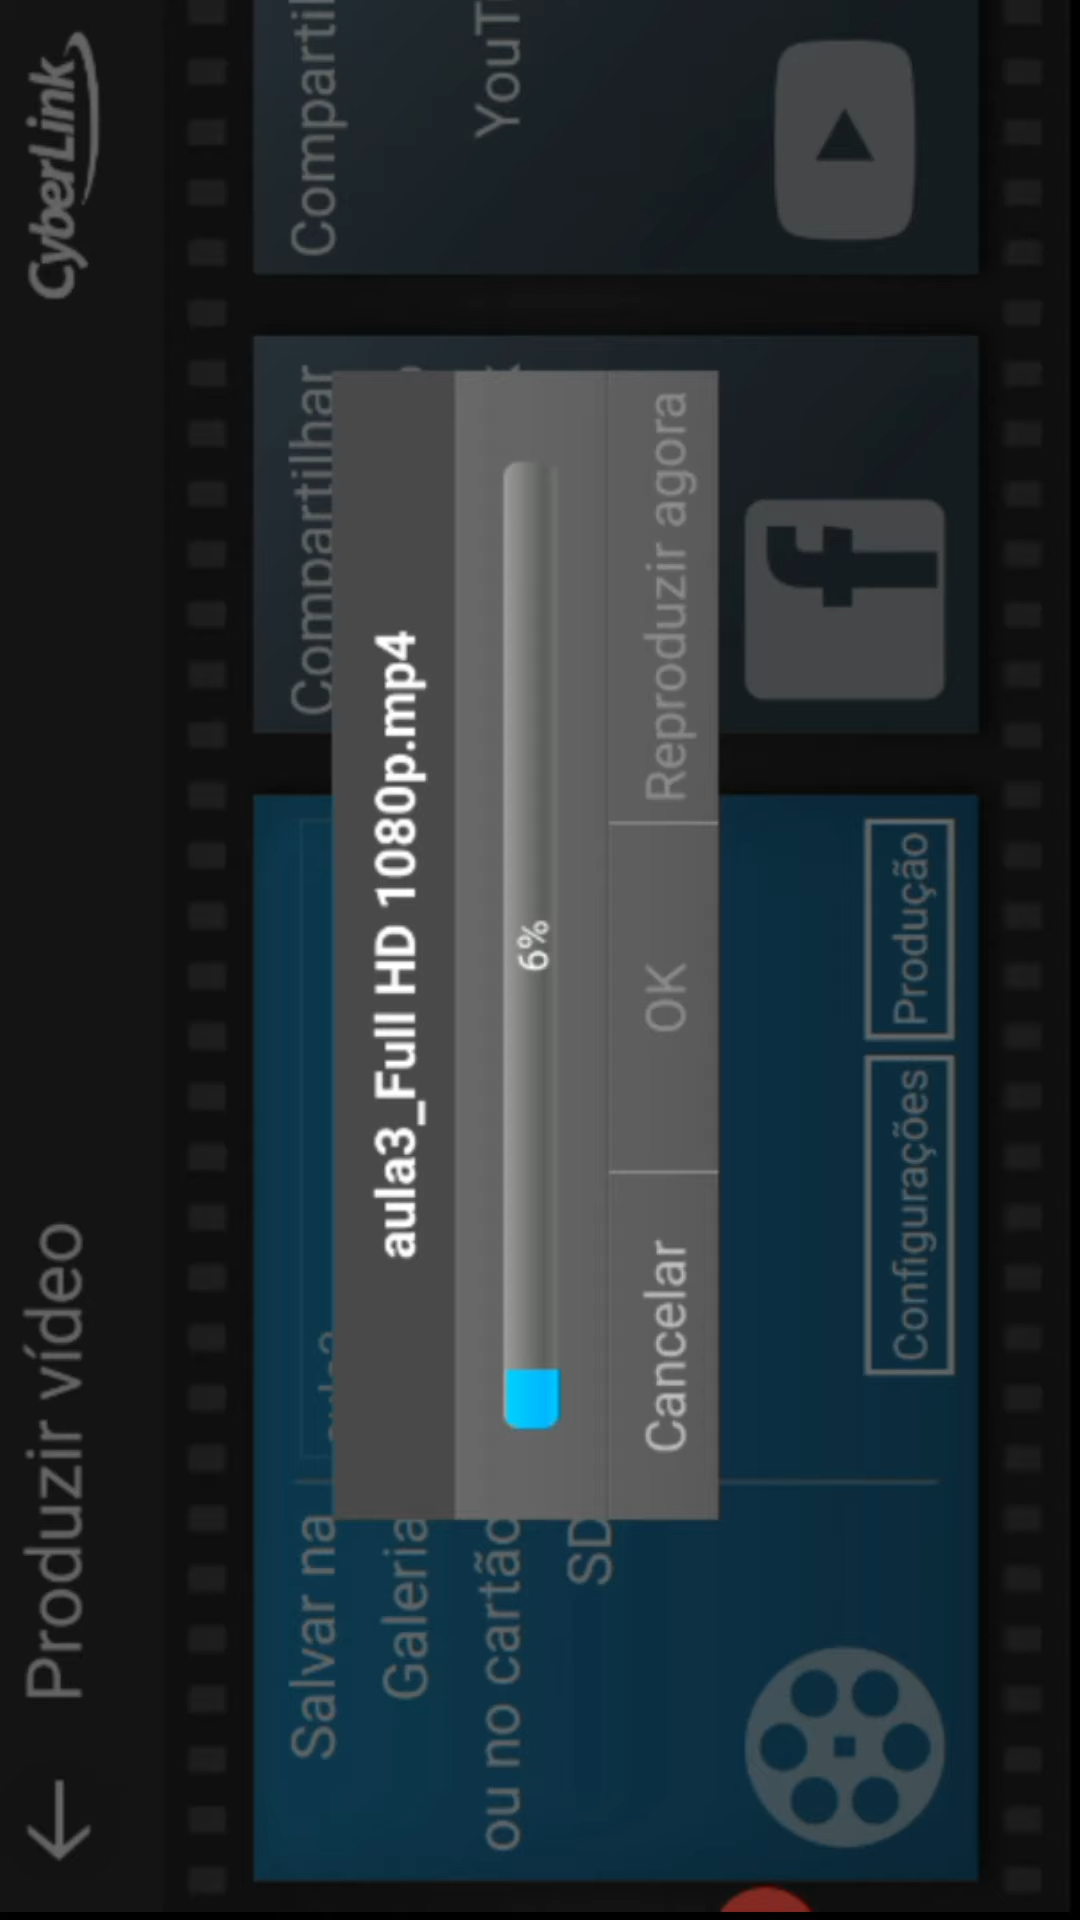 Produzir vídeo
CyberLink
Salvar na
Galeria
ou no cartão
SD
Configurações
Produção
Compartilhar
Comparti
YouT
aula3_Full HD 1080p.mp4
6%
Cancelar
OK
Reproduzir agora